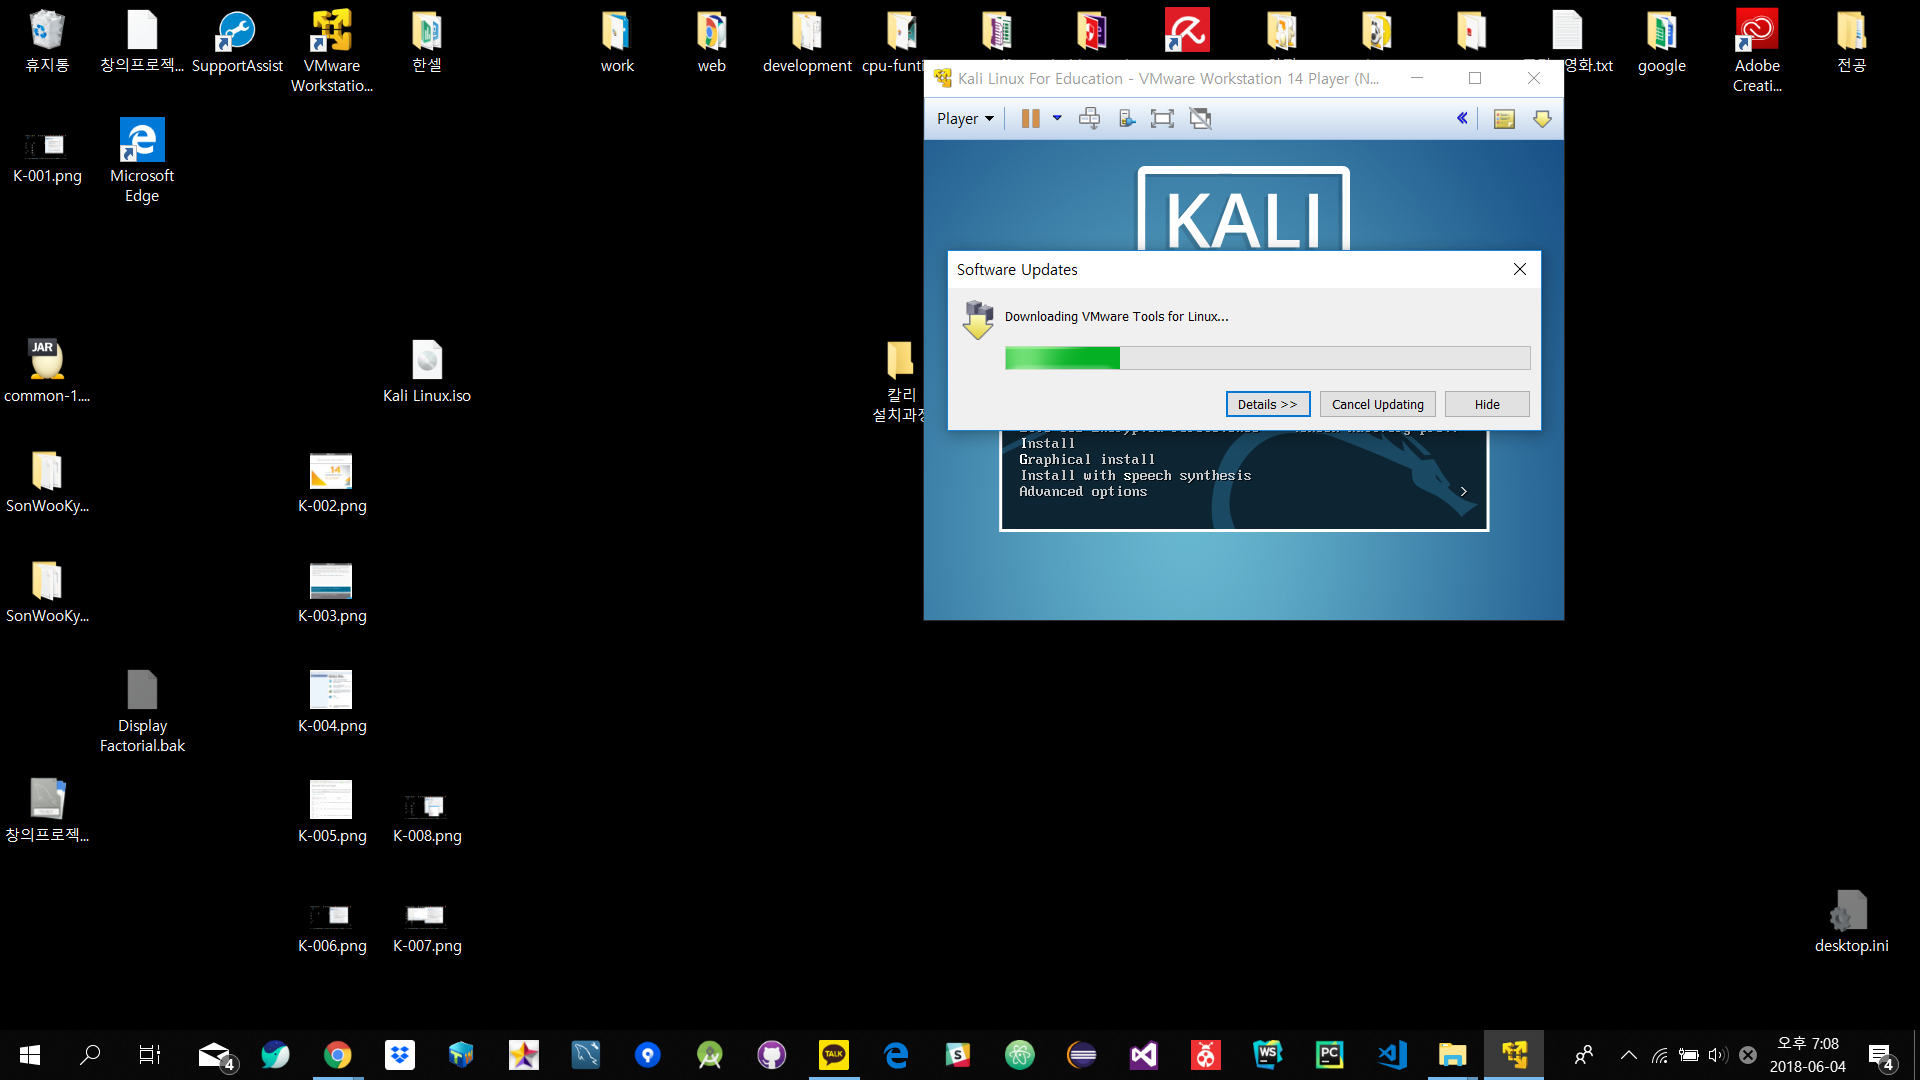 휴지통
창의프로젝...
SupportAssist
VMware
Workstatio...
한셀
work
web
development
cpu-funti
영화.txt
google
Adobe
Creati...
전공
K-001.png
Microsoft
Edge
JAR
common-1....
Kali Linux.iso
칼리
설치과정
SonWooKy...
K-002.png
SonWooKy...
K-003.png
Display
Factorial.bak
K-004.png
창의프로젝...
K-005.png
K-008.png
K-006.png
K-007.png
desktop.ini
Kali Linux For Education - VMware Workstation 14 Player (N...
Player
KALI
Software Updates
Downloading VMware Tools for Linux...
Details >>
Cancel Updating
Hide
Install
Graphical install
Install with speech synthesis
Advanced options >
4
TALK
WS
PC
오후 7:08
2018-06-04
4